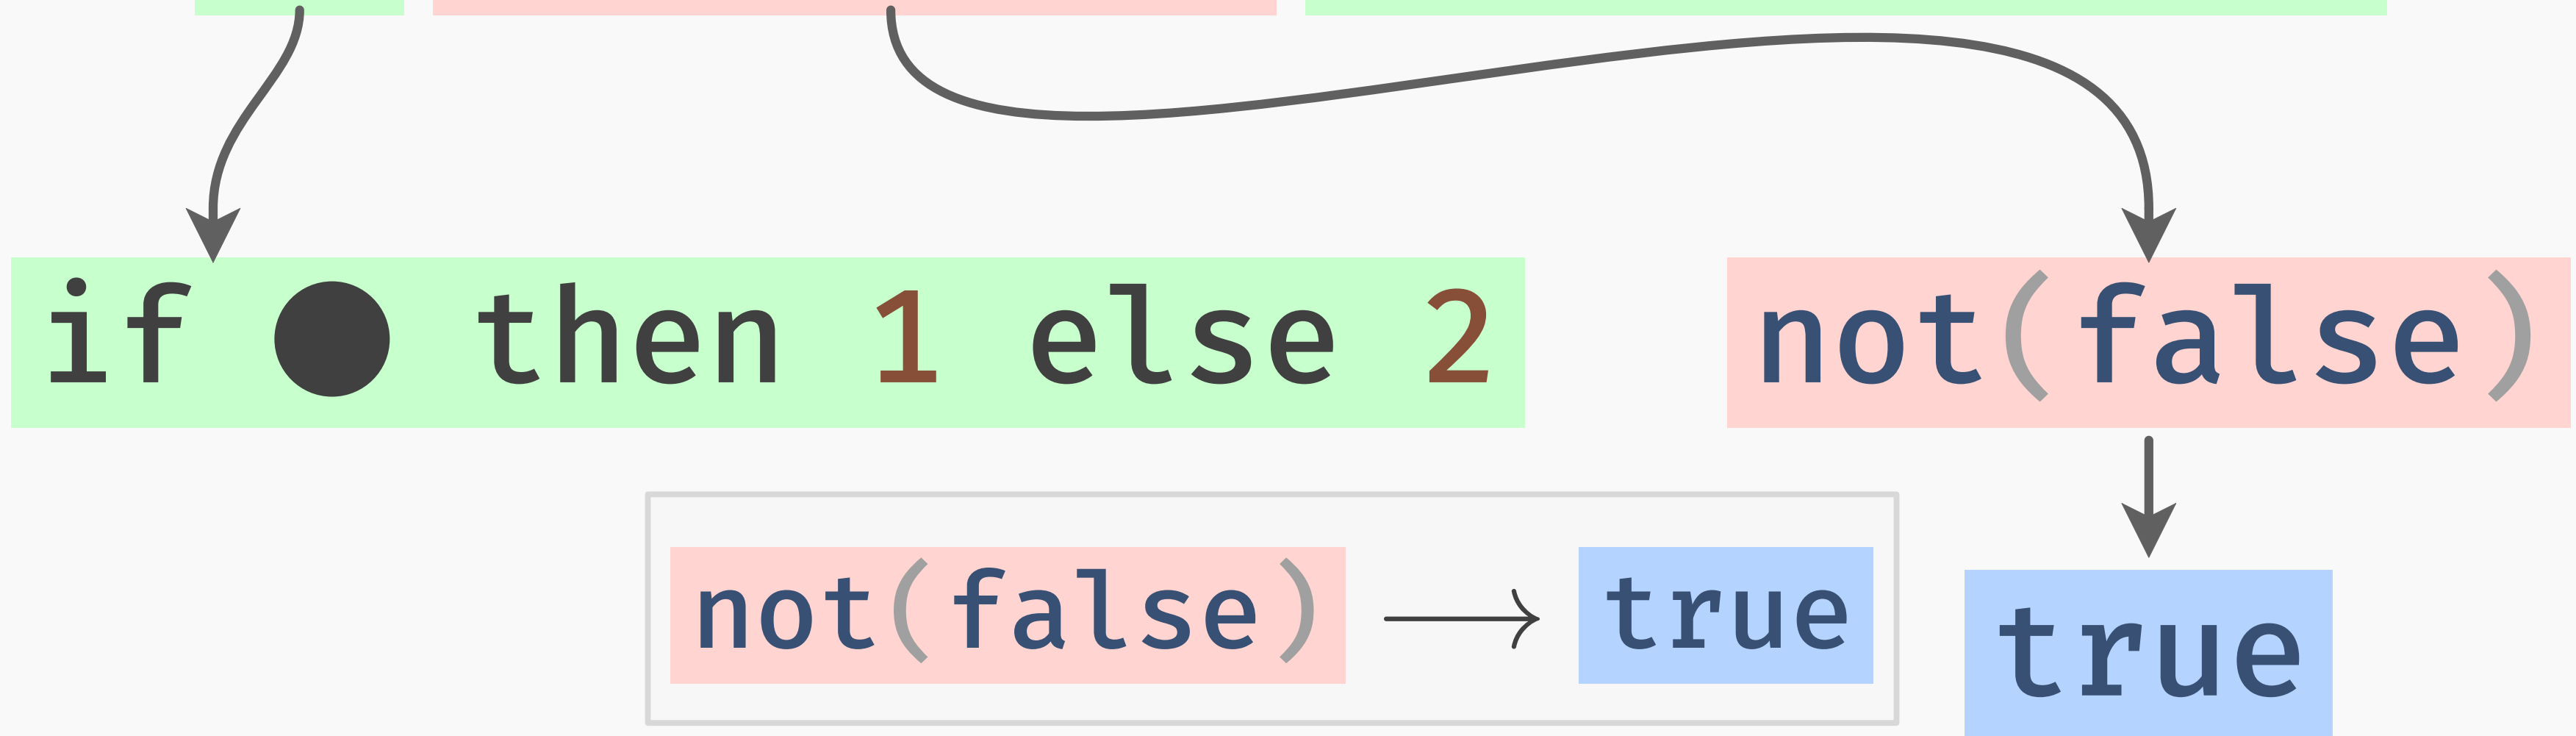 if ● then 1 else 2
not(false)
not(false) ⟶ true
true